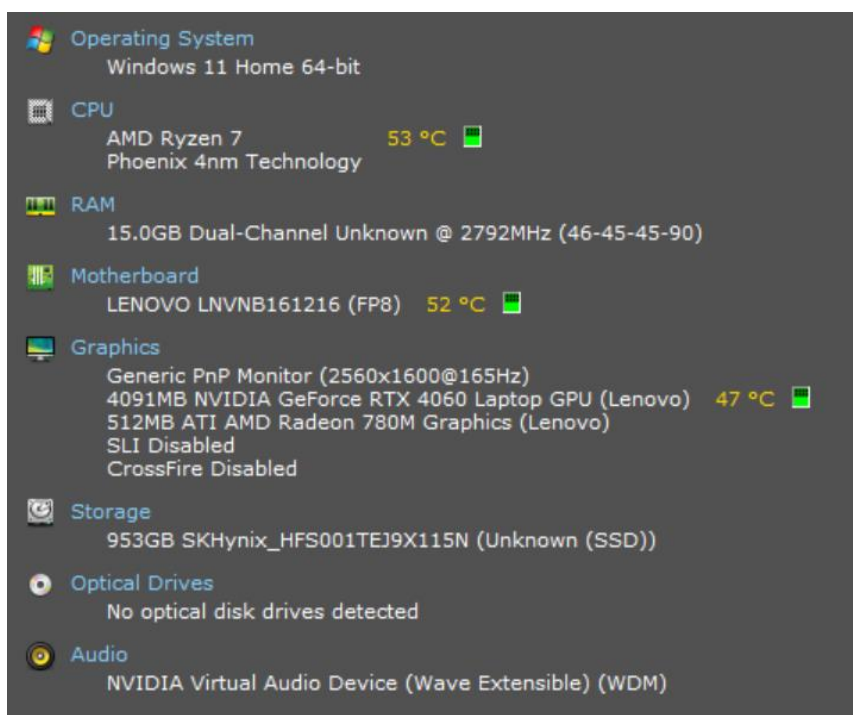 Operating System
Windows 11 Home 64-bit
CPU
AMD Ryzen 7 53 °C
Phoenix 4nm Technology
RAM
15.0GB Dual-Channel Unknown @ 2792MHz (46-45-45-90)
Motherboard
LENOVO LNVNB161216 (FP8) 52 °C
Graphics
Generic PnP Monitor (2560x1600@165Hz)
4091MB NVIDIA GeForce RTX 4060 Laptop GPU (Lenovo) 47 °C
512MB ATI AMD Radeon 780M Graphics (Lenovo)
SLI Disabled
CrossFire Disabled
Storage
953GB SKHynix_HFS001TEJ9X115N (Unknown (SSD))
Optical Drives
No optical disk drives detected
Audio
NVIDIA Virtual Audio Device (Wave Extensible) (WDM)